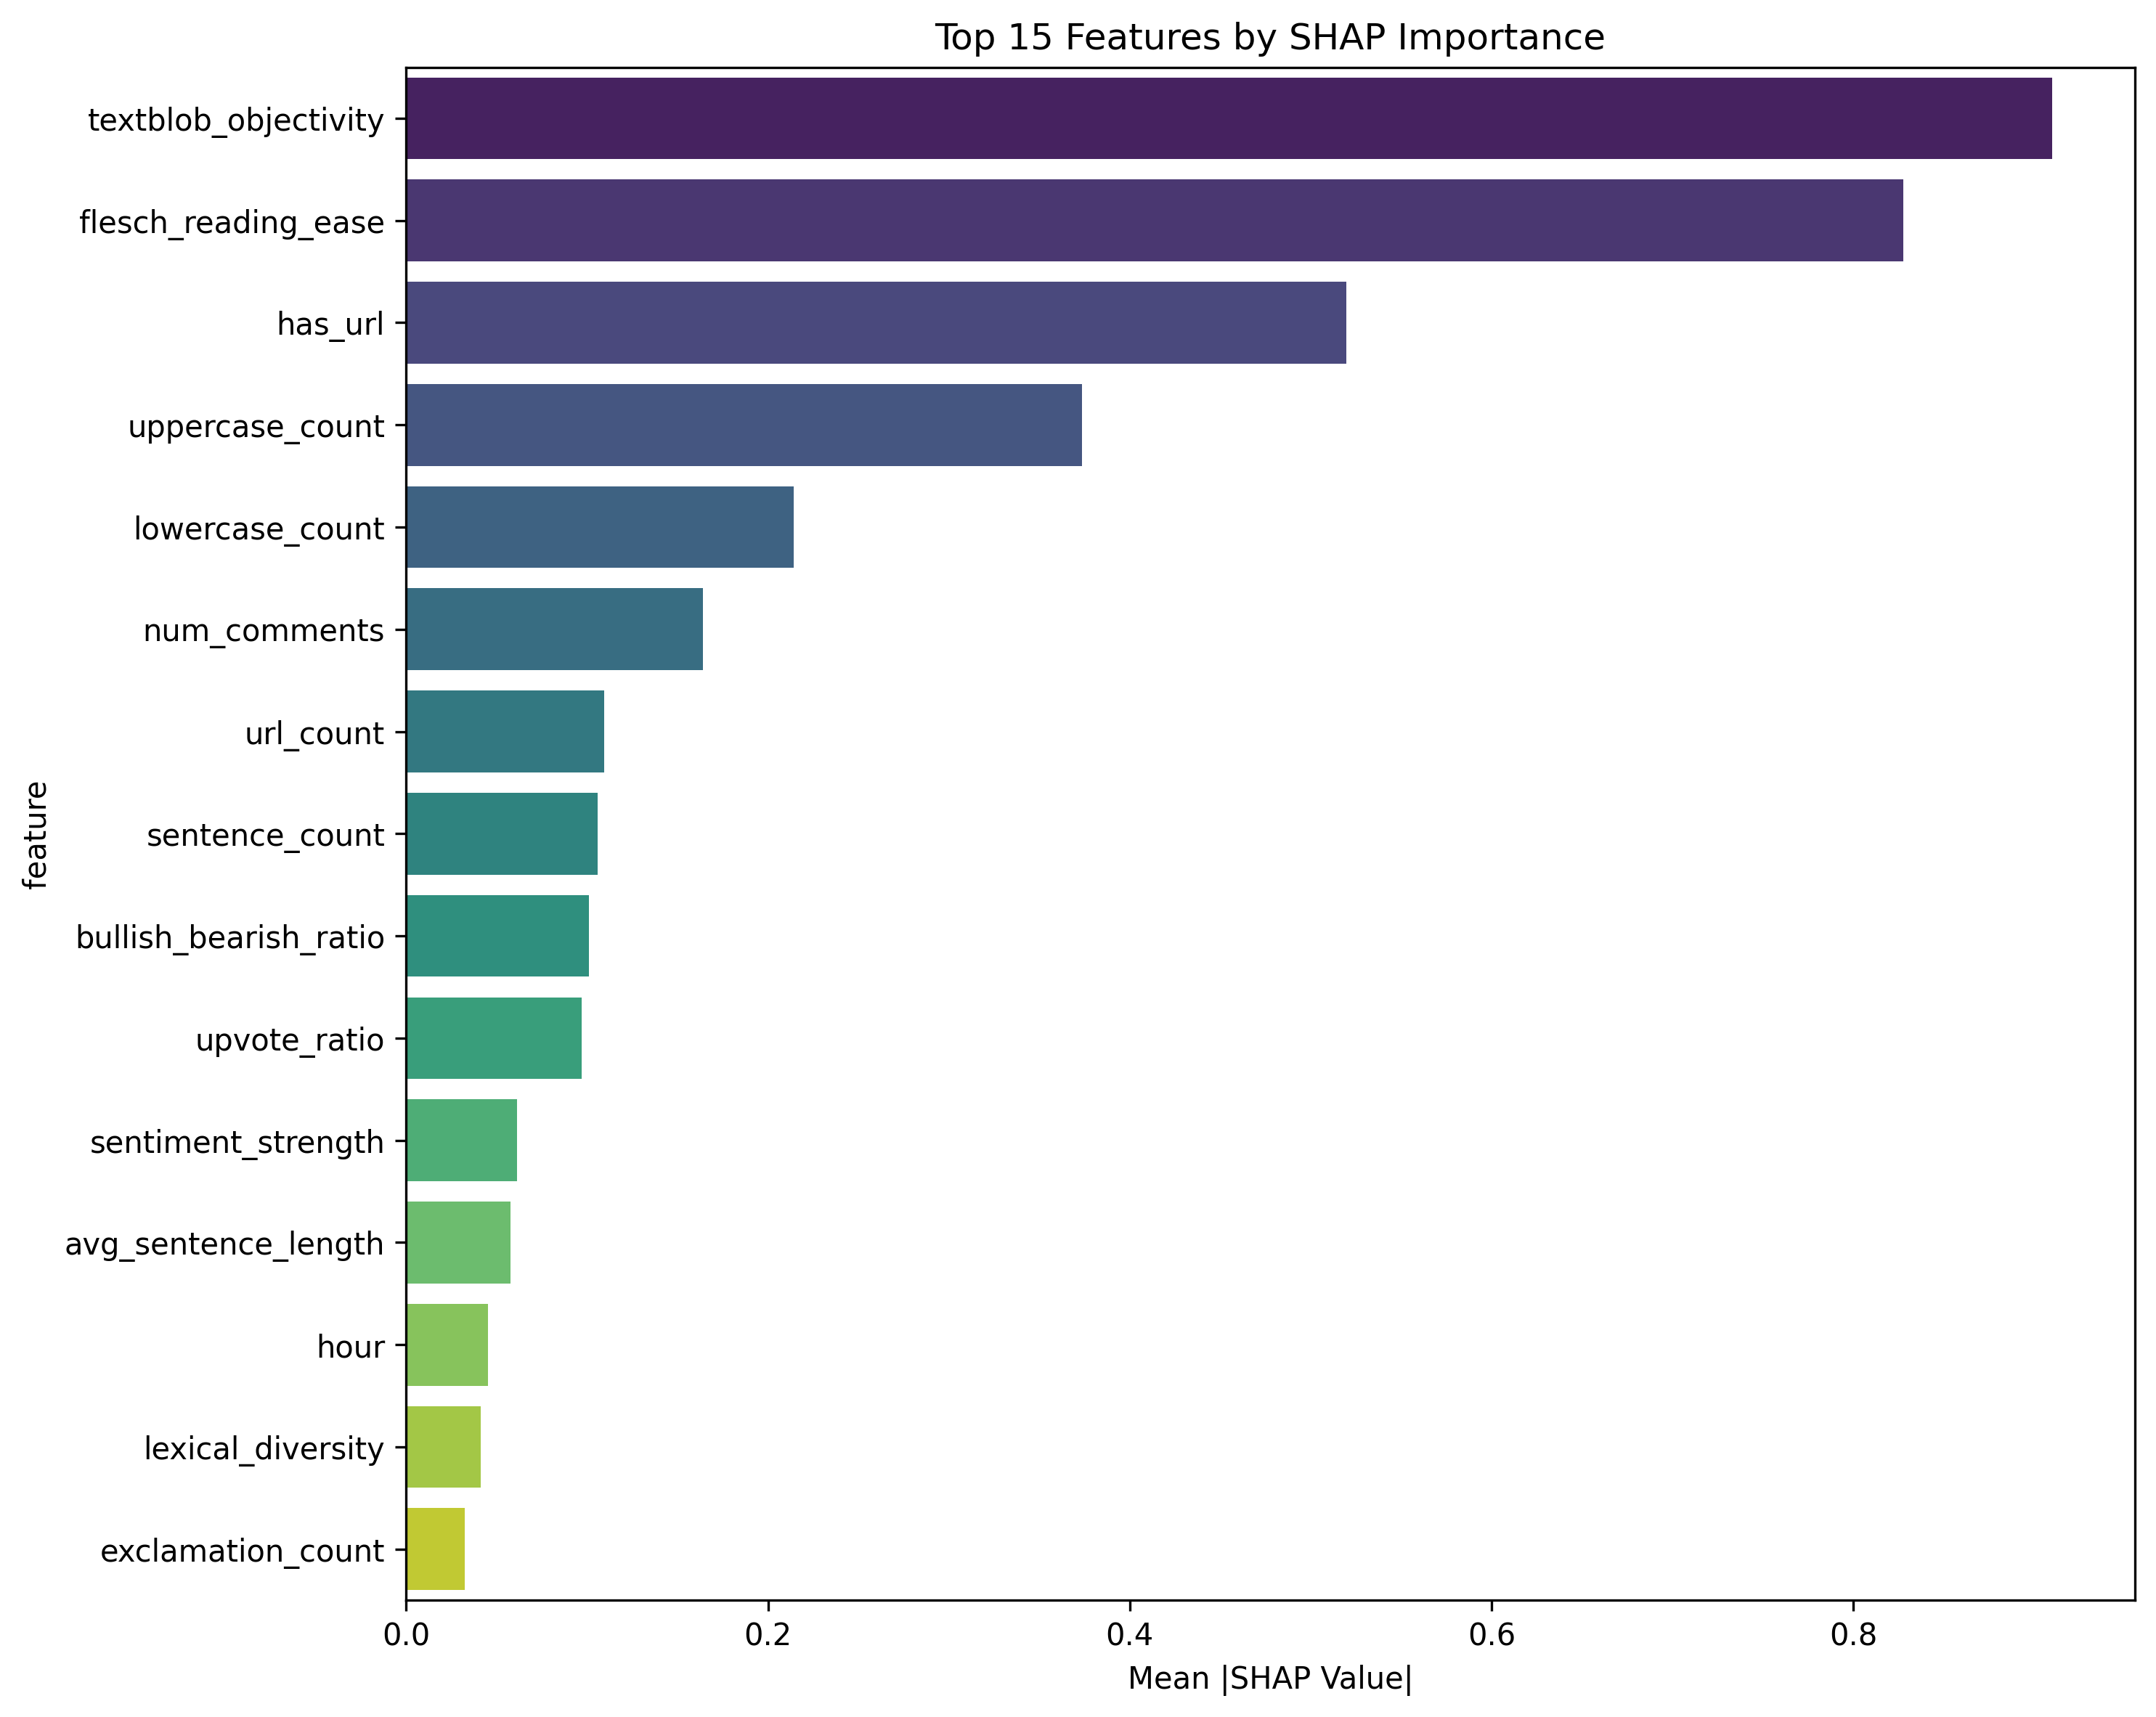 Top 15 Features by SHAP Importance
textblob_objectivity
flesch_reading_ease
has_url
uppercase_count
lowercase_count
num_comments
url_count
sentence_count
bullish_bearish_ratio
upvote_ratio
sentiment_strength
avg_sentence_length
hour
lexical_diversity
exclamation_count
feature
0.0 0.2 0.4 0.6 0.8
Mean |SHAP Value|